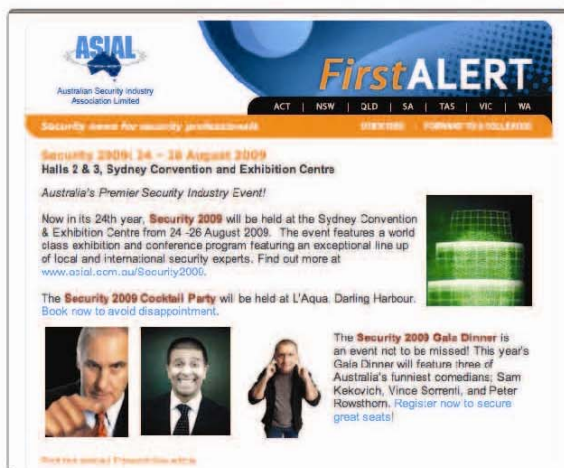 ASIAL
Australian Security Industry
Association Limited
FirstALERT
ACT | NSW | QLD | SA | TAS | VIC | WA
Security news for security professionals
SUBSCRIBE FORWARD TO A COLLEAGUE
Security 2009: 24 – 26 August 2009
Halls 2 & 3, Sydney Convention and Exhibition Centre
Australia's Premier Security Industry Event!
Now in its 24th year, Security 2009 will be held at the Sydney Convention
& Exhibition Centre from 24 -26 August 2009. The event features a world
class exhibition and conference program featuring an exceptional line up
of local and international security experts. Find out more at
www.asial.com.au/Security2009.
The Security 2009 Cocktail Party will be held at L'Aqua, Darling Harbour.
Book now to avoid disappointment.
The Security 2009 Gala Dinner is
an event not to be missed! This year's
Gala Dinner will feature three of
Australia's funniest comedians; Sam
Kekovich, Vince Sorrenti, and Peter
Rowsthorn. Register now to secure
great seats!